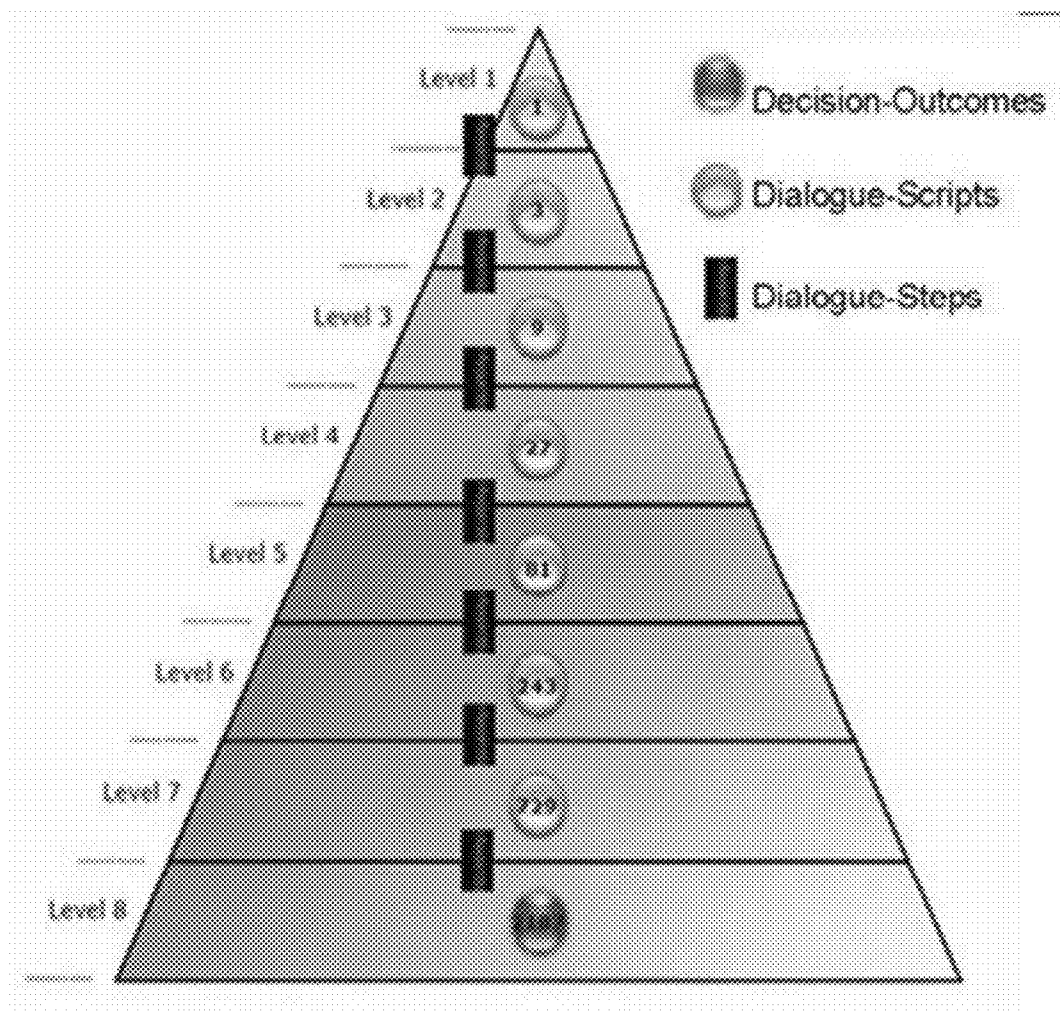 Level 1
1
Decision-Outcomes
Level 2
3
Dialogue-Scripts
Level 3
9
Dialogue-Steps
Level 4
27
Level 5
81
Level 6
243
Level 7
729
Level 8